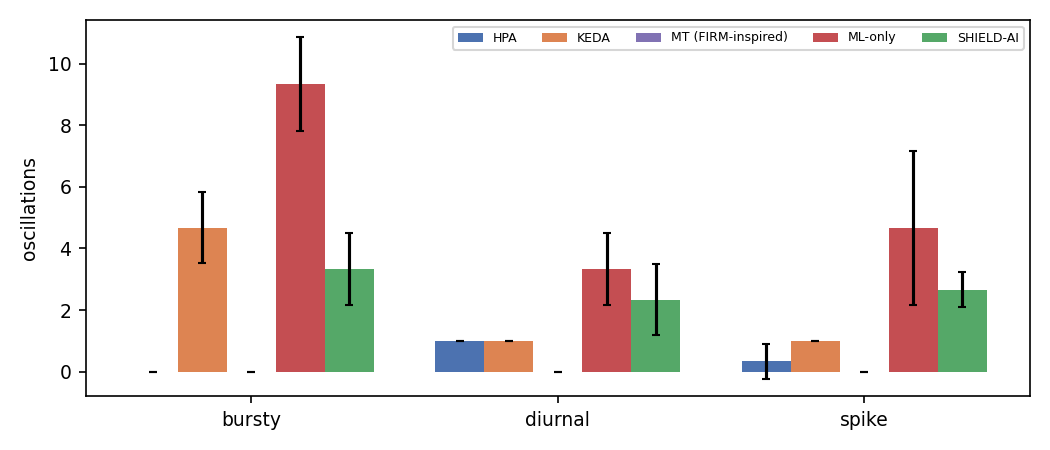 HPA KEDA MT (FIRM-inspired) ML-only SHIELD-AI
oscillations
10
8
6
4
2
0
bursty diurnal spike